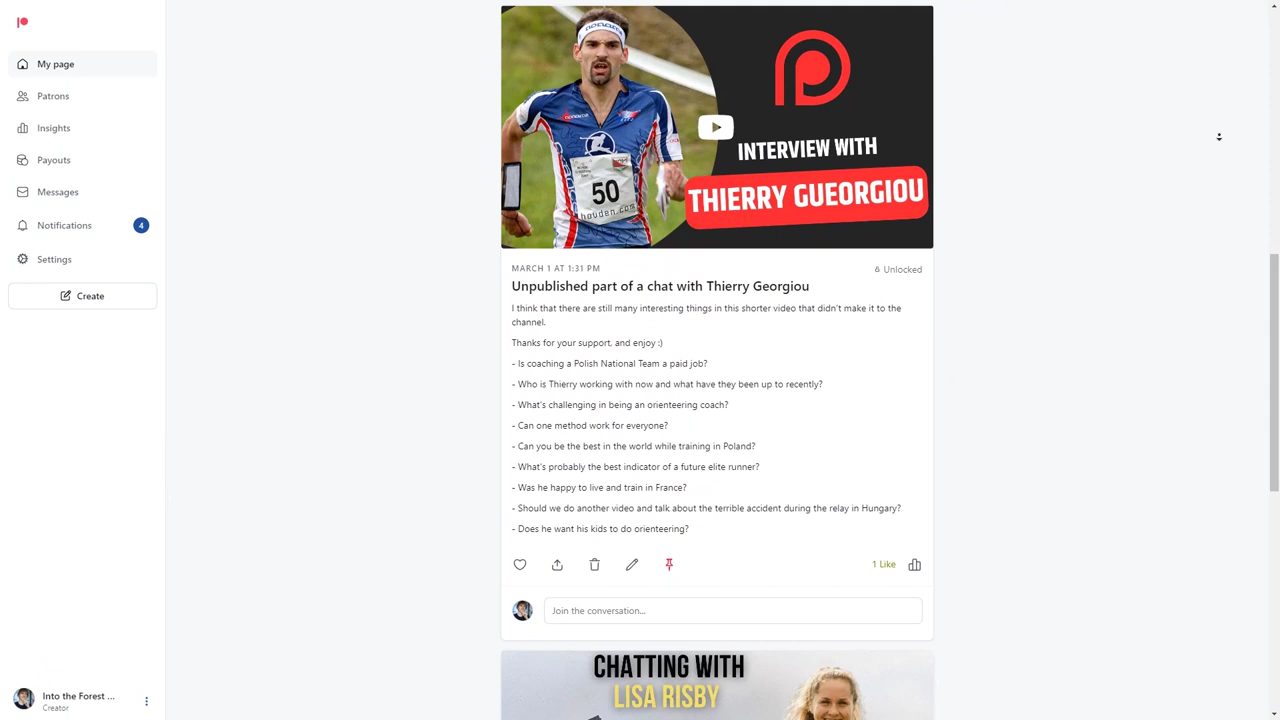 My page
Patrons
Insights
Payouts
Messages
Notifications 4
Settings
Create
Into the Forest ...
Creator
INTERVIEW WITH
THIERRY GUEORGIOU
50
hovden.com
MARCH 1 AT 1:31 PM
Unlocked
Unpublished part of a chat with Thierry Georgiou
I think that there are still many interesting things in this shorter video that didn't make it to the
channel.
Thanks for your support, and enjoy :)
- Is coaching a Polish National Team a paid job?
- Who is Thierry working with now and what have they been up to recently?
- What's challenging in being an orienteering coach?
- Can one method work for everyone?
- Can you be the best in the world while training in Poland?
- What's probably the best indicator of a future elite runner?
- Was he happy to live and train in France?
- Should we do another video and talk about the terrible accident during the relay in Hungary?
- Does he want his kids to do orienteering?
1 Like
Join the conversation...
CHATTING WITH
LISA RISBY